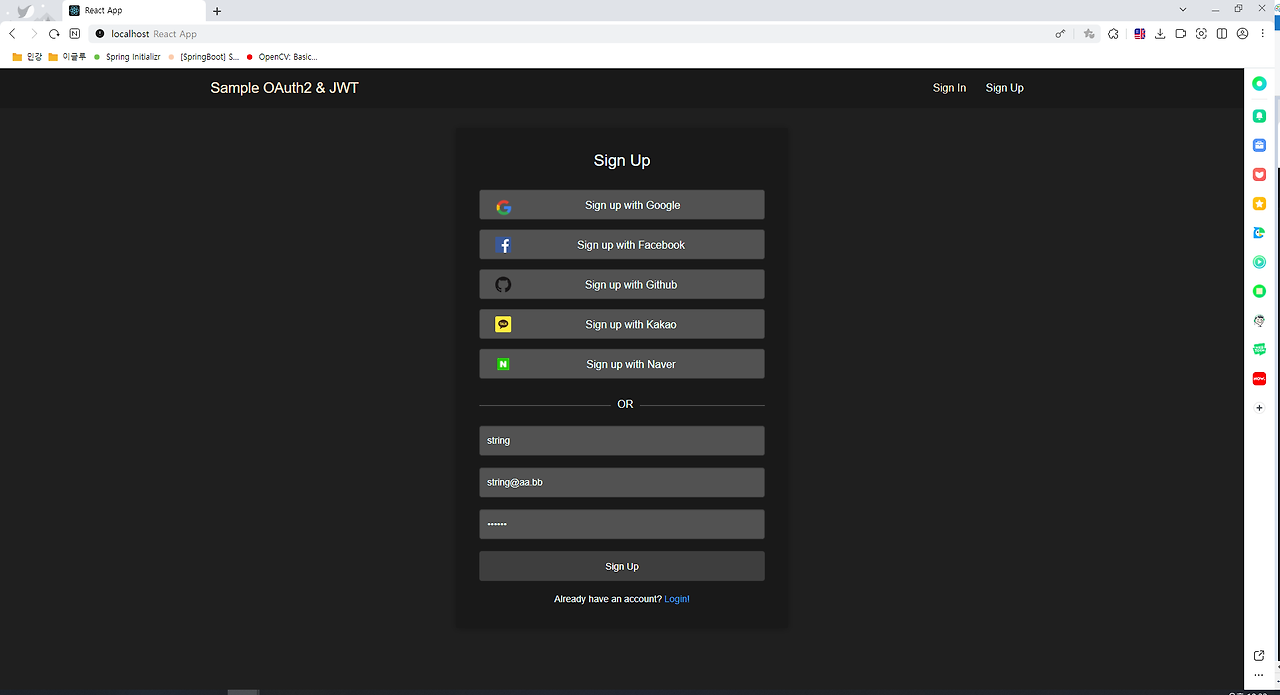 React App
localhost React App
인강 이글루 Spring Initializr [SpringBoot] S... OpenCV: Basic...
Sample OAuth2 & JWT Sign In Sign Up
Sign Up
Sign up with Google
Sign up with Facebook
Sign up with Github
Sign up with Kakao
Sign up with Naver
OR
string
string@aa.bb
••••••
Sign Up
Already have an account? Login!